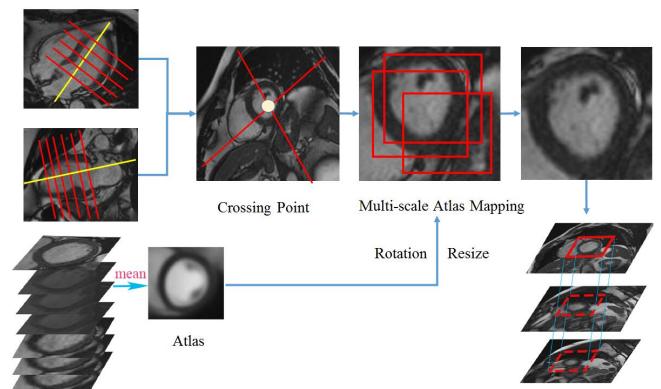 Crossing Point
Multi-scale Atlas Mapping
Rotation
Resize
mean
Atlas